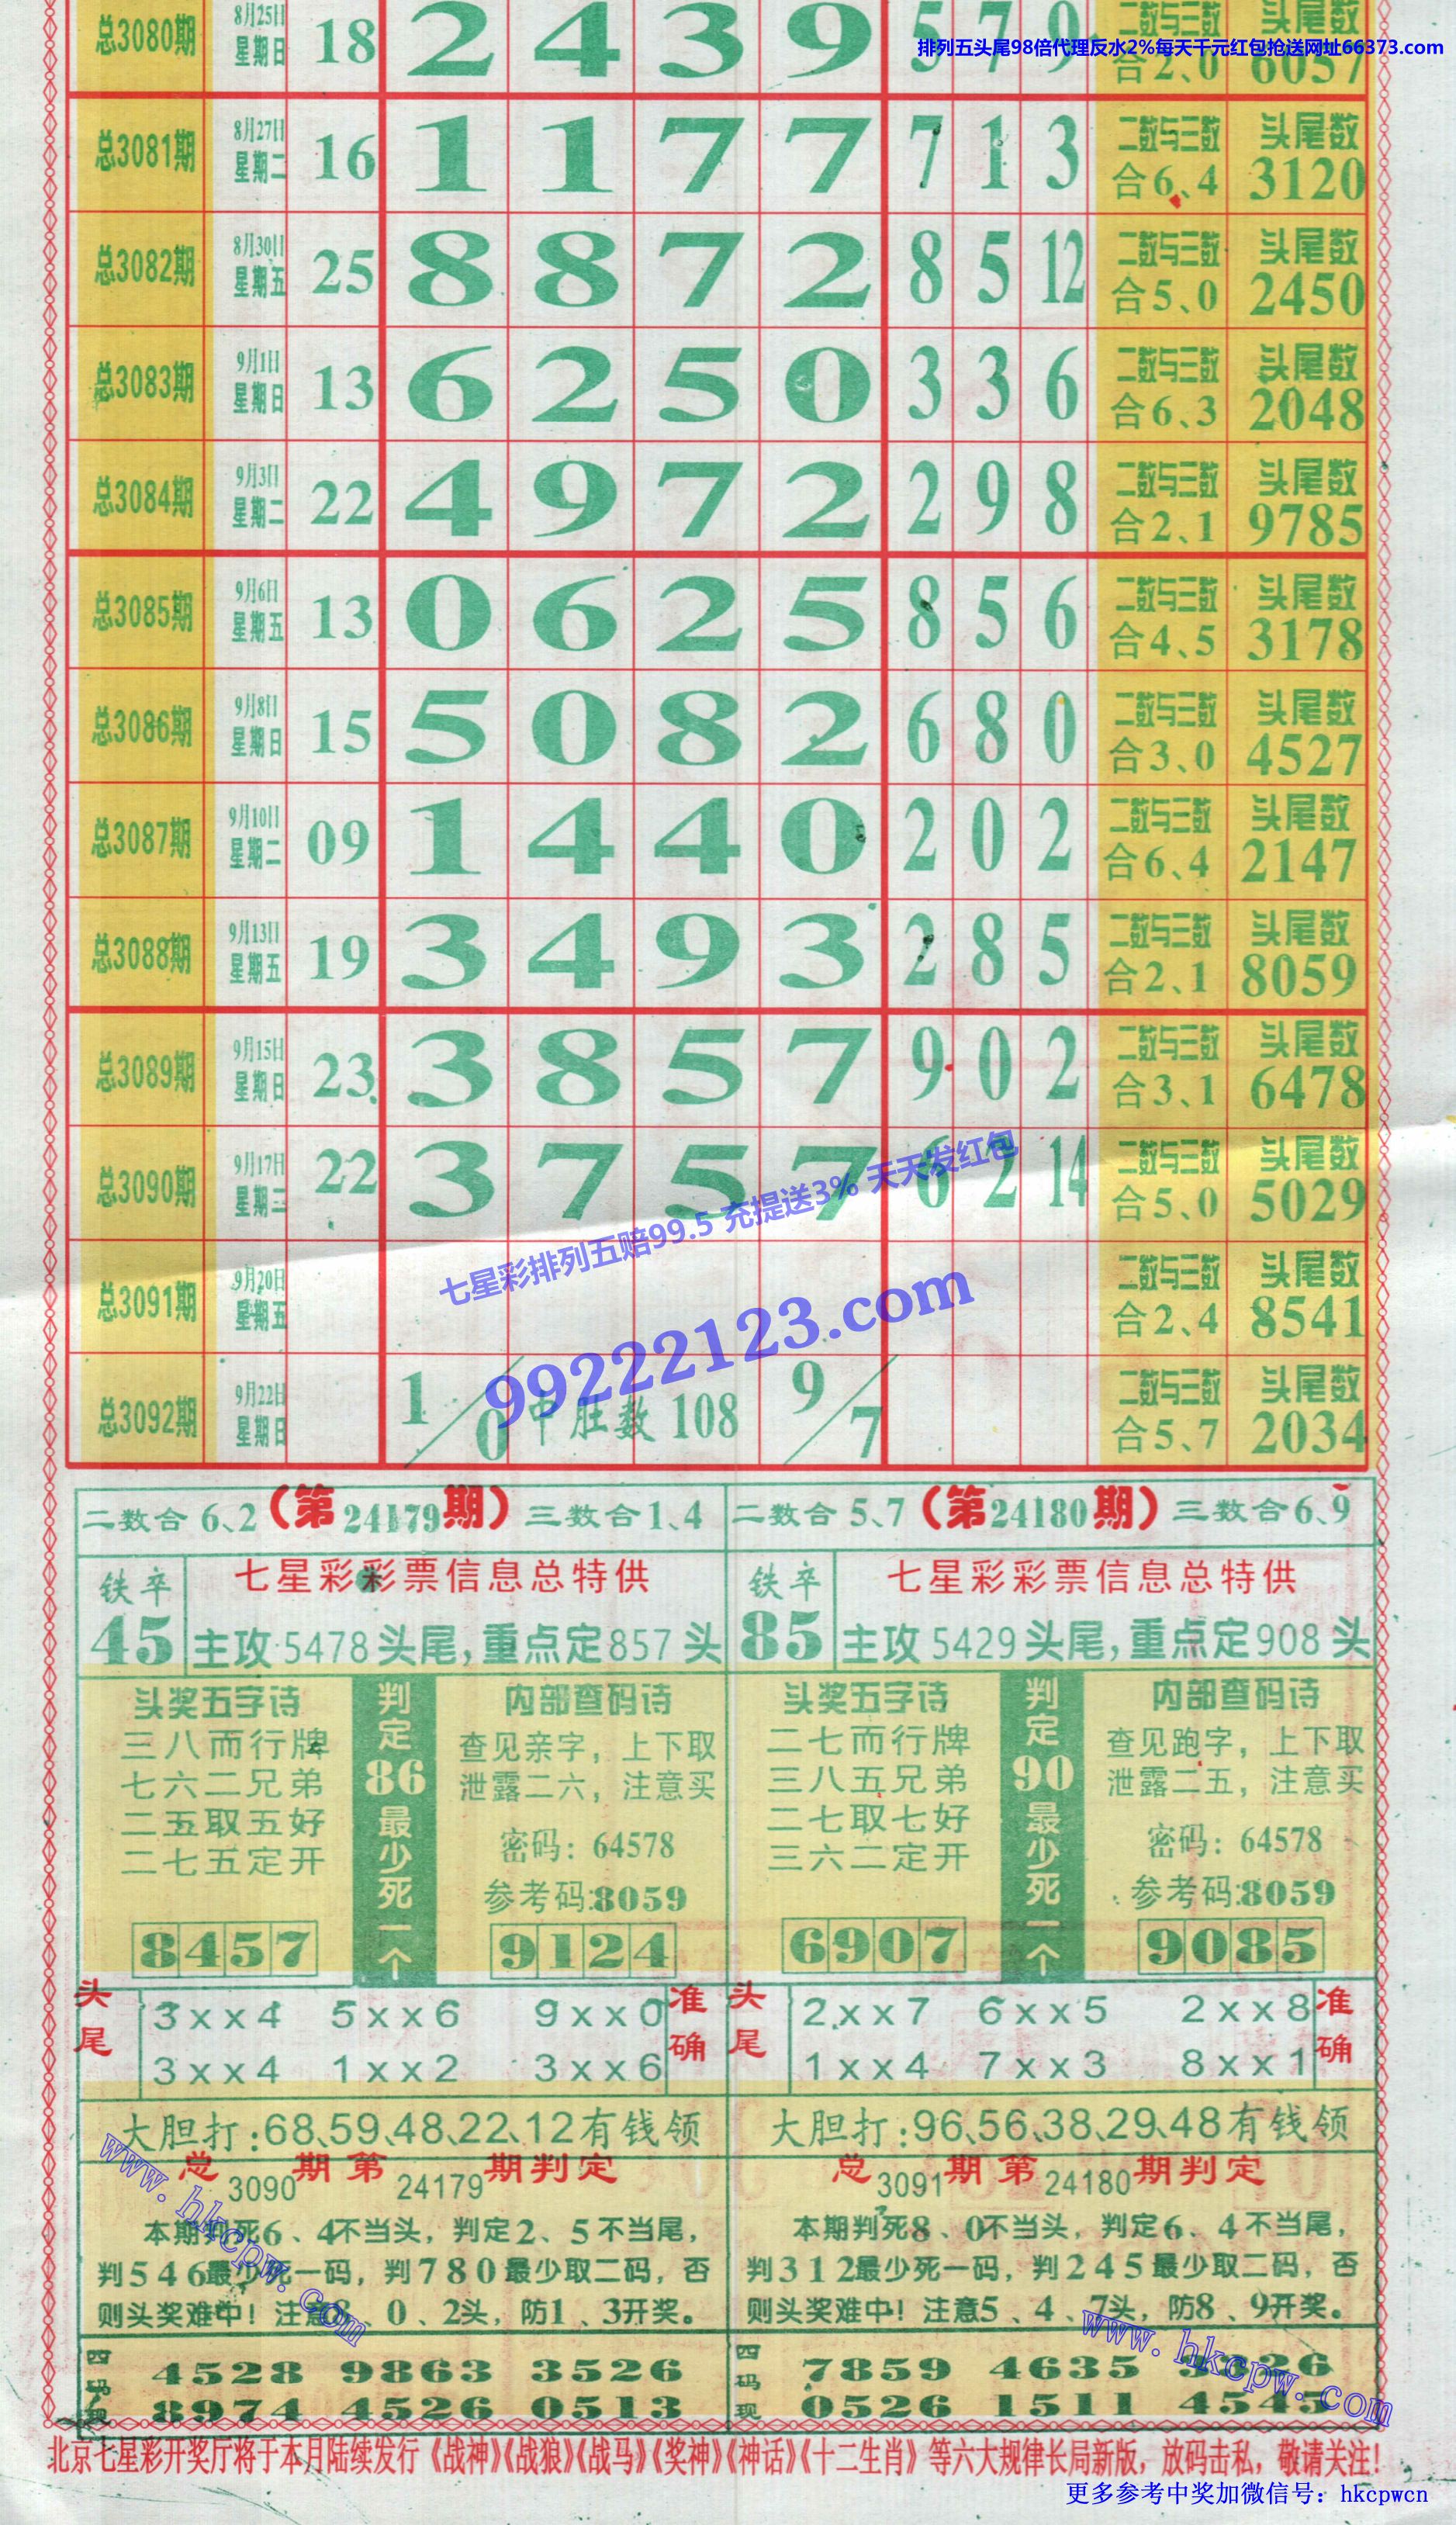 总3080期 8月25日 星期日 18 2 4 3 9 5 7 9 二数与三数 合2、0 头尾数 6057
排列五头尾98倍代理反水2%每天千元红包抢送网址66373.com
总3081期 8月27日 星期二 16 1 1 7 7 7 1 3 二数与三数 合6、4 头尾数 3120
总3082期 8月30日 星期五 25 8 8 7 2 8 5 12 二数与三数 合5、0 头尾数 2450
总3083期 9月1日 星期日 13 6 2 5 0 3 3 6 二数与三数 合6、3 头尾数 2048
总3084期 9月3日 星期二 22 4 9 7 2 2 9 8 二数与三数 合2、1 头尾数 9785
总3085期 9月6日 星期五 13 0 6 2 5 8 5 6 二数与三数 合4、5 头尾数 3178
总3086期 9月8日 星期日 15 5 0 8 2 6 8 0 二数与三数 合3、0 头尾数 4527
总3087期 9月10日 星期二 09 1 4 4 0 2 0 2 二数与三数 合6、4 头尾数 2147
总3088期 9月13日 星期五 19 3 4 9 3 2 8 5 二数与三数 合2、1 头尾数 8059
总3089期 9月15日 星期日 23 3 8 5 7 9 0 2 二数与三数 合3、1 头尾数 6478
总3090期 9月17日 星期二 22 3 7 5 7 6 2 14 二数与三数 合5、0 头尾数 5029
七星彩排列五赔99.5 充提送3% 天天发红包
总3091期 9月20日 星期五 二数与三数 合2、4 头尾数 8541
99222123.com
总3092期 9月22日 星期日 1/0 中肚数 108 9/7 二数与三数 合5、7 头尾数 2034
二数合6、2（第24179期）三数合1、4
铁卒 45
七星彩彩票信息总特供
主攻5478头尾，重点定857头
头奖五字诗
三八而行牌
七六二兄弟
二五取五好
二七五定开
8457
判定86最少死一个
内部查码诗
查见亲字，上下取
泄露二六，注意买
密码：64578
参考码:8059
9124
头尾
3xx4 5xx6 9xx0
3xx4 1xx2 3xx6
准确
大胆打:68、59、48、22、12有钱领
总3090期第24179期判定
本期判死6、4不当头，判定2、5不当尾，
判546最少死一码，判780最少取二码，否
则头奖难中！注意8、0、2头，防1、3开奖。
四码现
4528 9863 3526
8974 4526 0513
二数合5、7（第24180期）三数合6、9
铁卒 85
七星彩彩票信息总特供
主攻5429头尾，重点定908头
头奖五字诗
二七而行牌
三八五兄弟
二七取七好
三六二定开
6907
判定90最少死一个
内部查码诗
查见跑字，上下取
泄露二五，注意买
密码：64578
参考码:8059
9085
头尾
2xx7 6xx5 2xx8
1xx4 7xx3 8xx1
准确
大胆打:96、56、38、29、48有钱领
总3091期第24180期判定
本期判死8、0不当头，判定6、4不当尾，
判312最少死一码，判245最少取二码，否
则头奖难中！注意5、4、7头，防8、9开奖。
四码现
7859 4635 9326
0526 1511 4545
www.hkcpw.com
www.hkcpw.com
北京七星彩开奖厅将于本月陆续发行《战神》《战狼》《战马》《奖神》《神话》《十二生肖》等六大规律长局新版，放码击私，敬请关注！
更多参考中奖加微信号：hkcpwcn